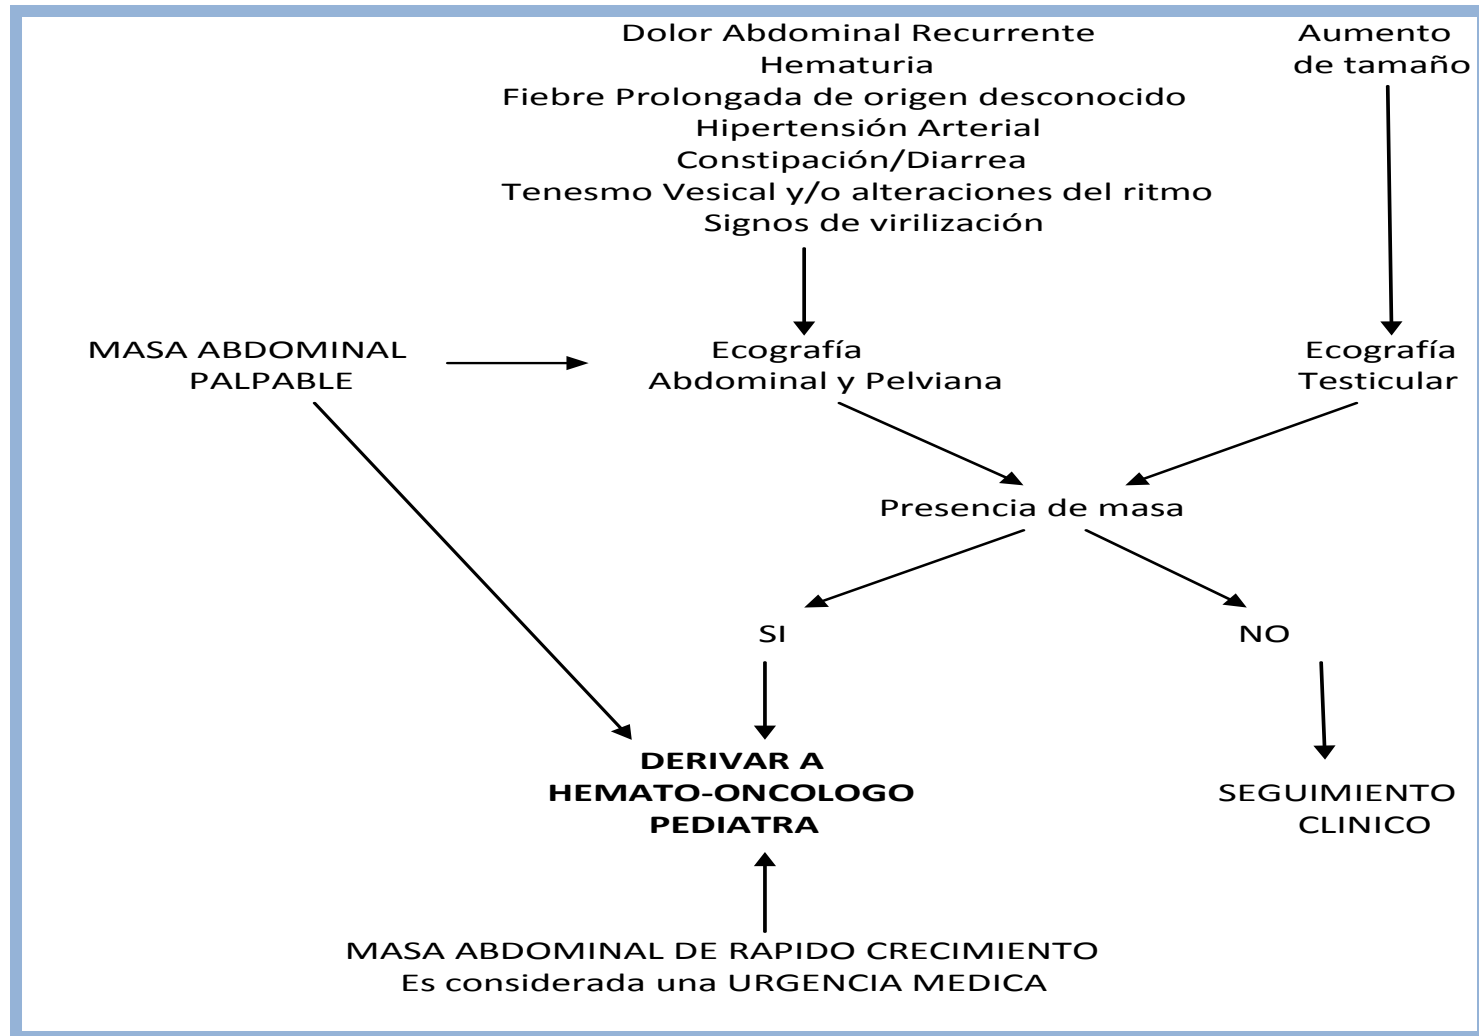 Dolor Abdominal Recurrente
Hematuria
Fiebre Prolongada de origen desconocido
Hipertensión Arterial
Constipación/Diarrea
Tenesmo Vesical y/o alteraciones del ritmo
Signos de virilización
Aumento
de tamaño
MASA ABDOMINAL
PALPABLE
Ecografía
Abdominal y Pelviana
Ecografía
Testicular
Presencia de masa
SI
NO
DERIVAR A
HEMATO-ONCOLOGO
PEDIATRA
SEGUIMIENTO
CLINICO
MASA ABDOMINAL DE RAPIDO CRECIMIENTO
Es considerada una URGENCIA MEDICA